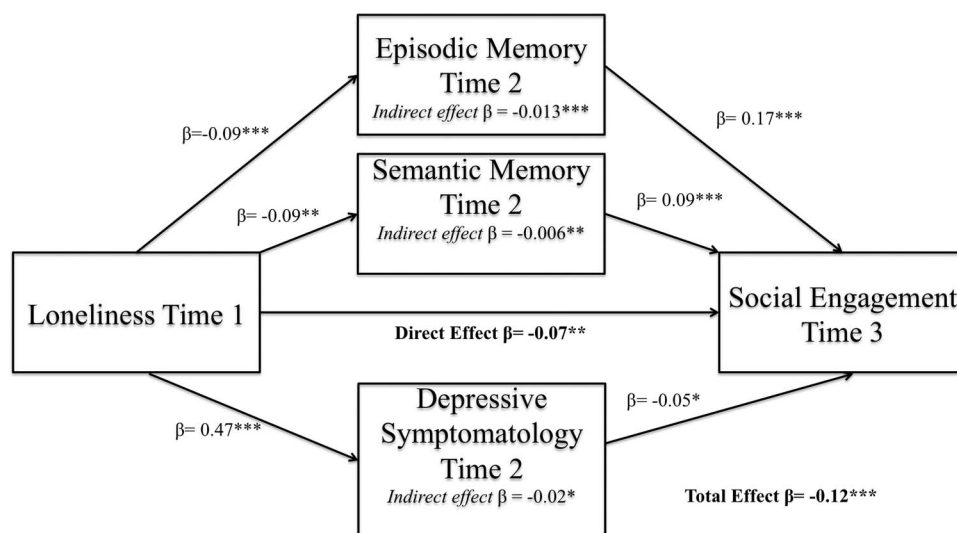 Episodic Memory
Time 2
Indirect effect β = -0.013***
β=-0.09***
β= 0.17***
Semantic Memory
Time 2
Indirect effect β = -0.006**
β= -0.09**
β= 0.09***
Loneliness Time 1
Direct Effect β= -0.07**
Social Engagement
Time 3
Depressive
Symptomatology
Time 2
Indirect effect β = -0.02*
β= 0.47***
β= -0.05*
Total Effect β= -0.12***